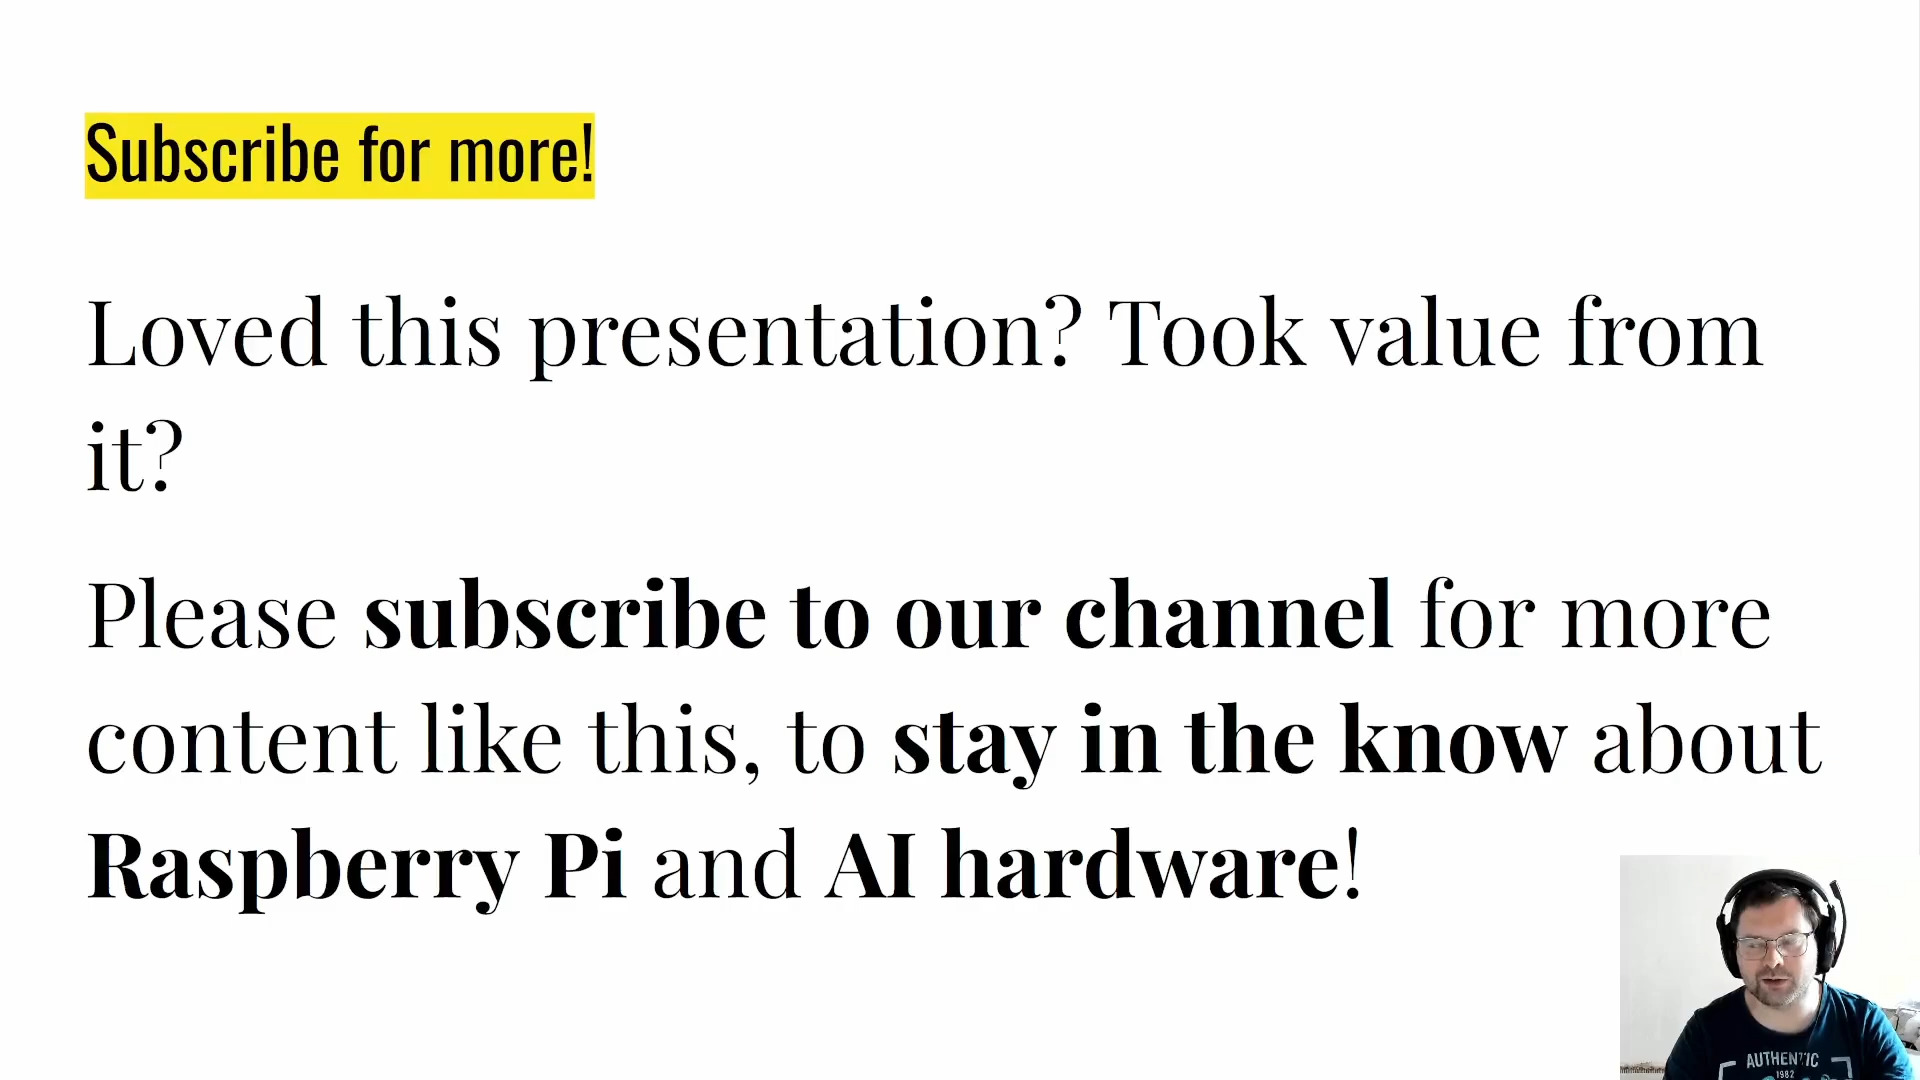 Subscribe for more!
Loved this presentation? Took value from
it?
Please subscribe to our channel for more
content like this, to stay in the know about
Raspberry Pi and AI hardware!
AUTHENTIC
1982